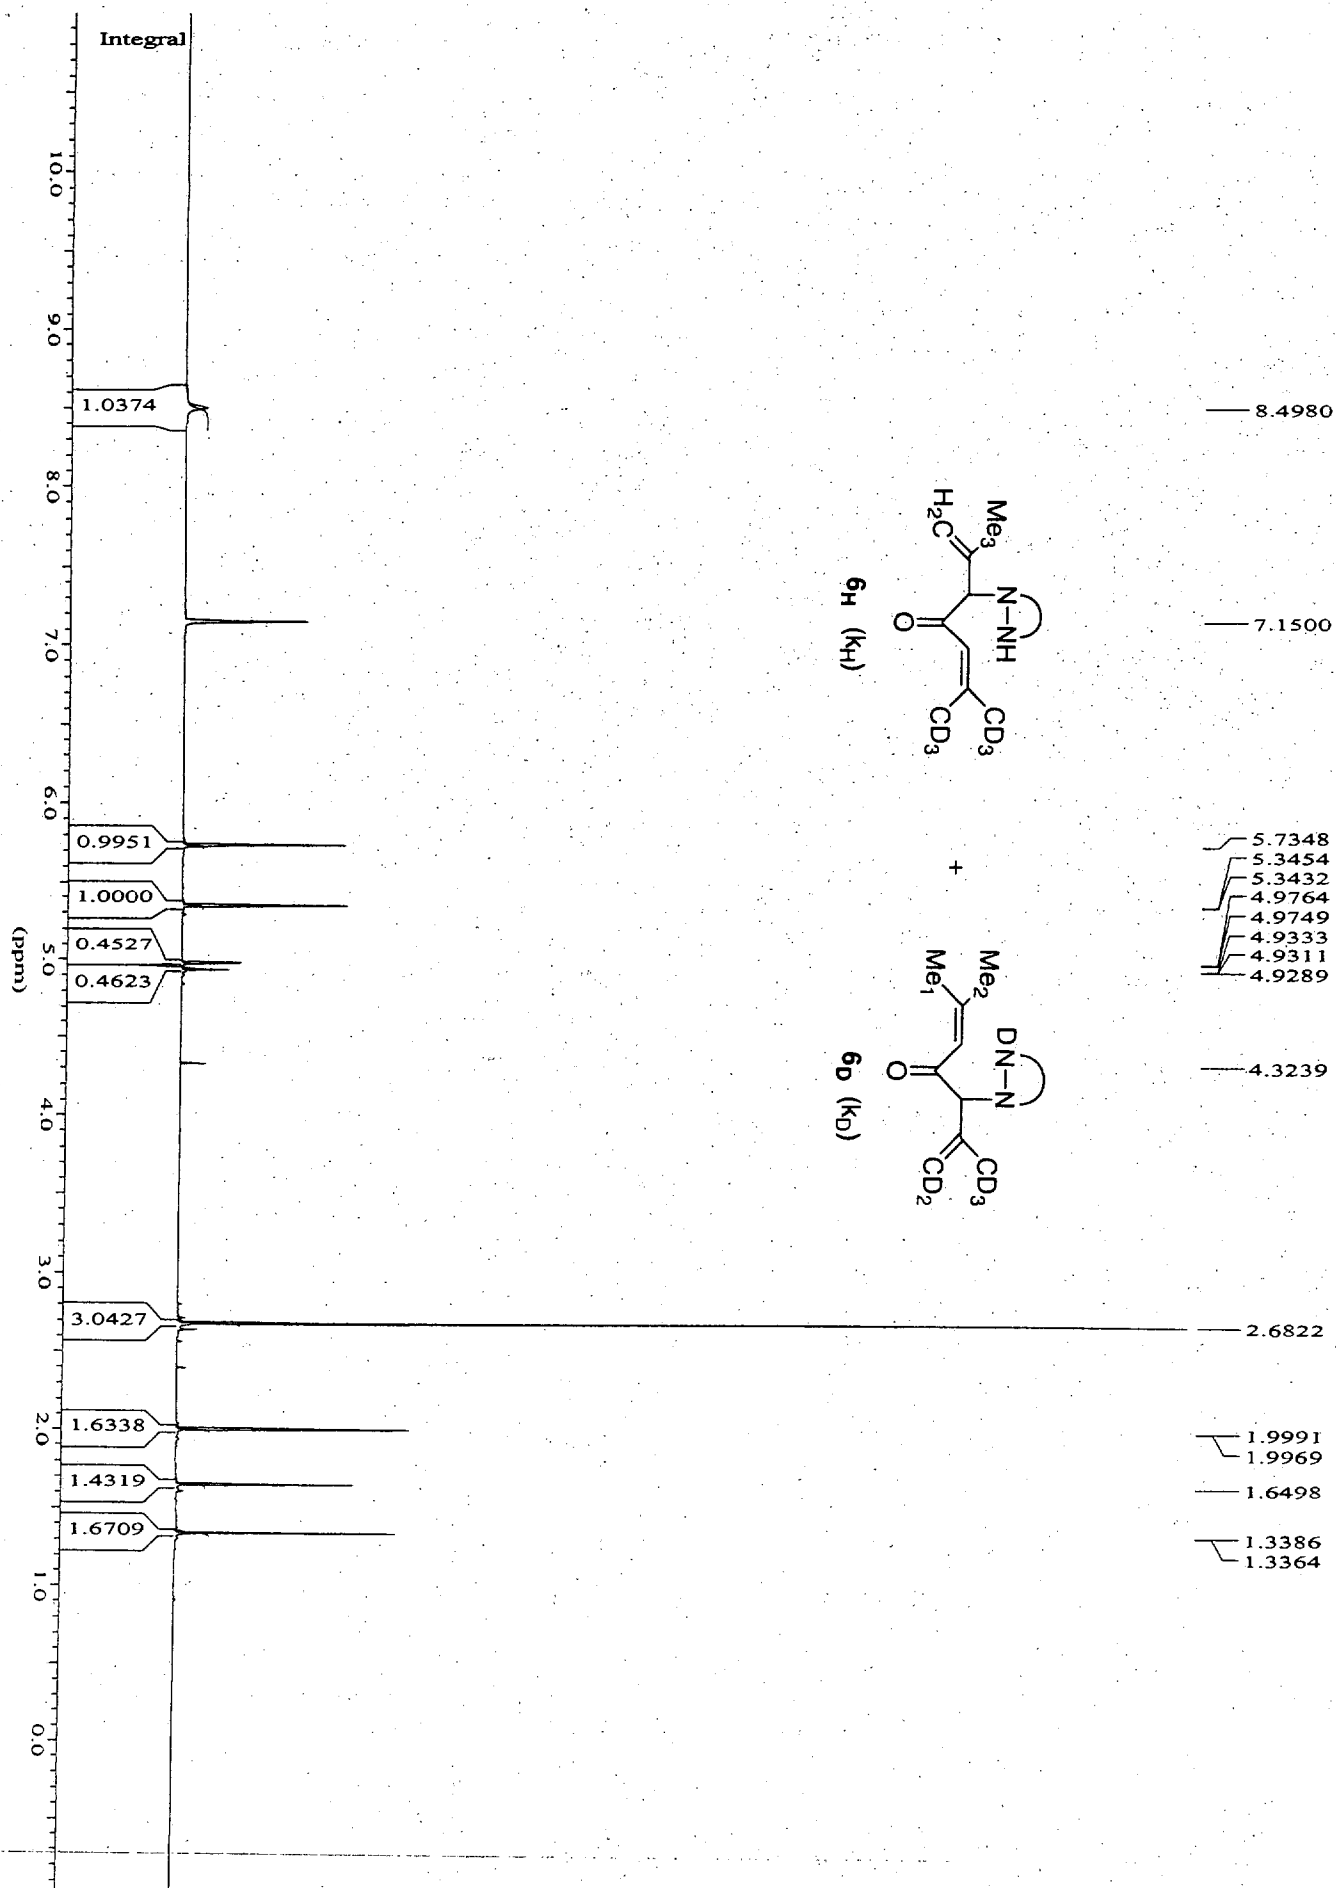 Integral
10.0
9.0
8.0
7.0
6.0
5.0
4.0
3.0
2.0
1.0
0.0
(ppm)
1.0374
0.9951
1.0000
0.4527
0.4623
3.0427
1.6338
1.4319
1.6709
H₂C
Me₃
N–NH
O
CD₃
CD₃
6H (kH)
+
Me₁
Me₂
DN–N
O
CD₃
CD₂
6D (kD)
8.4980
7.1500
5.7348
5.3454
5.3432
4.9764
4.9749
4.9333
4.9311
4.9289
4.3239
2.6822
1.9991
1.9969
1.6498
1.3386
1.3364